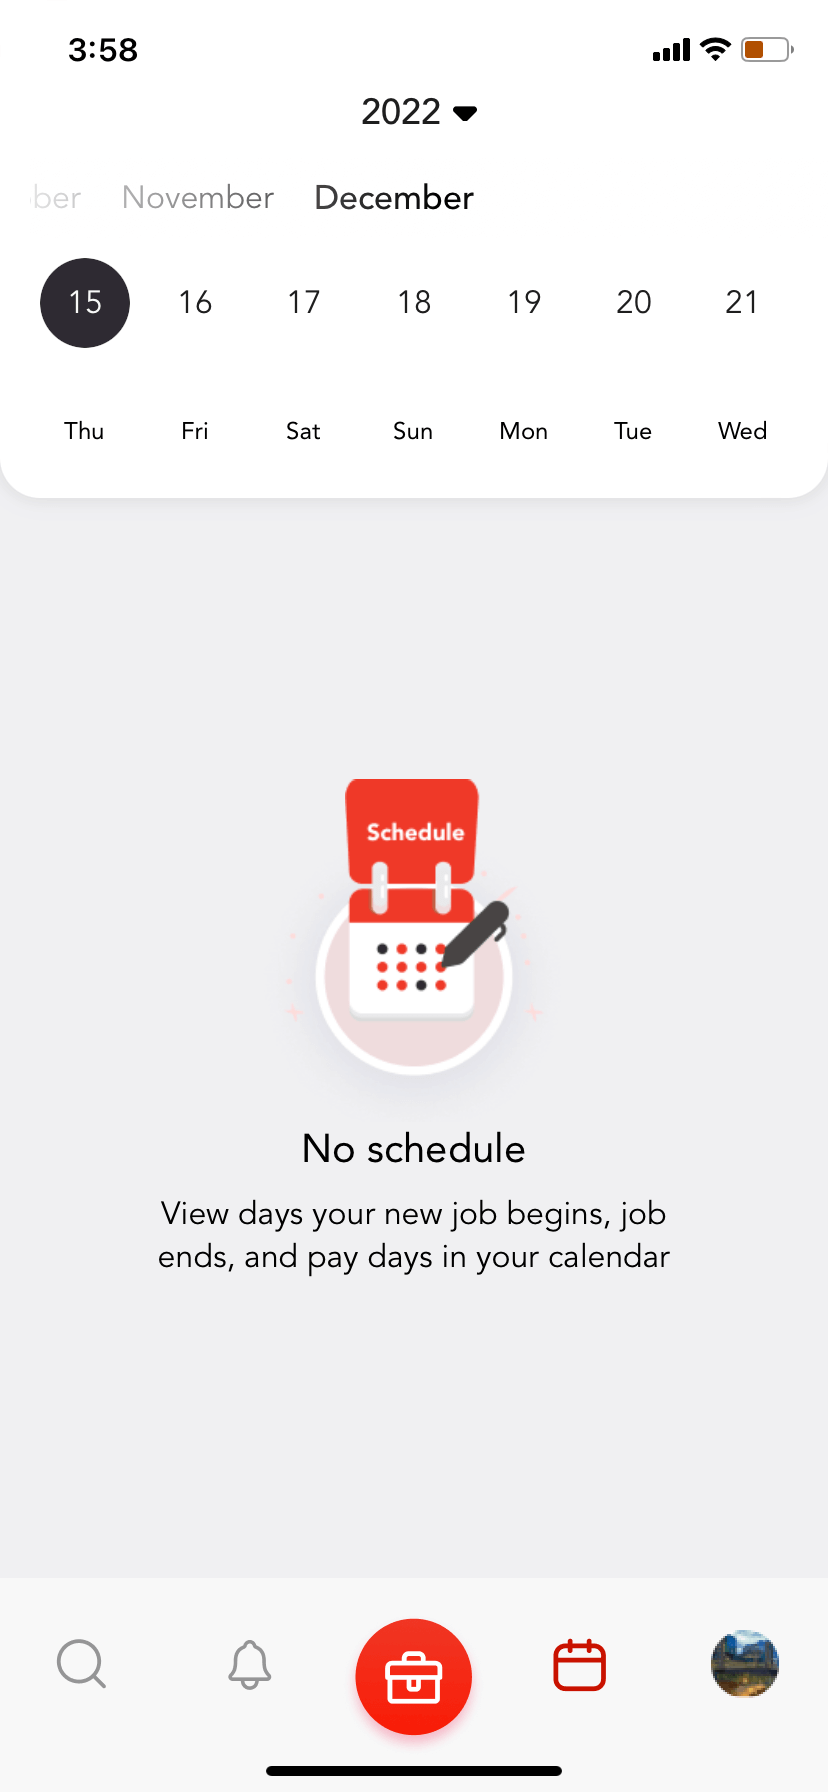 3:58
2022
ber November December
15 16 17 18 19 20 21
Thu Fri Sat Sun Mon Tue Wed
Schedule
No schedule
View days your new job begins, job
ends, and pay days in your calendar